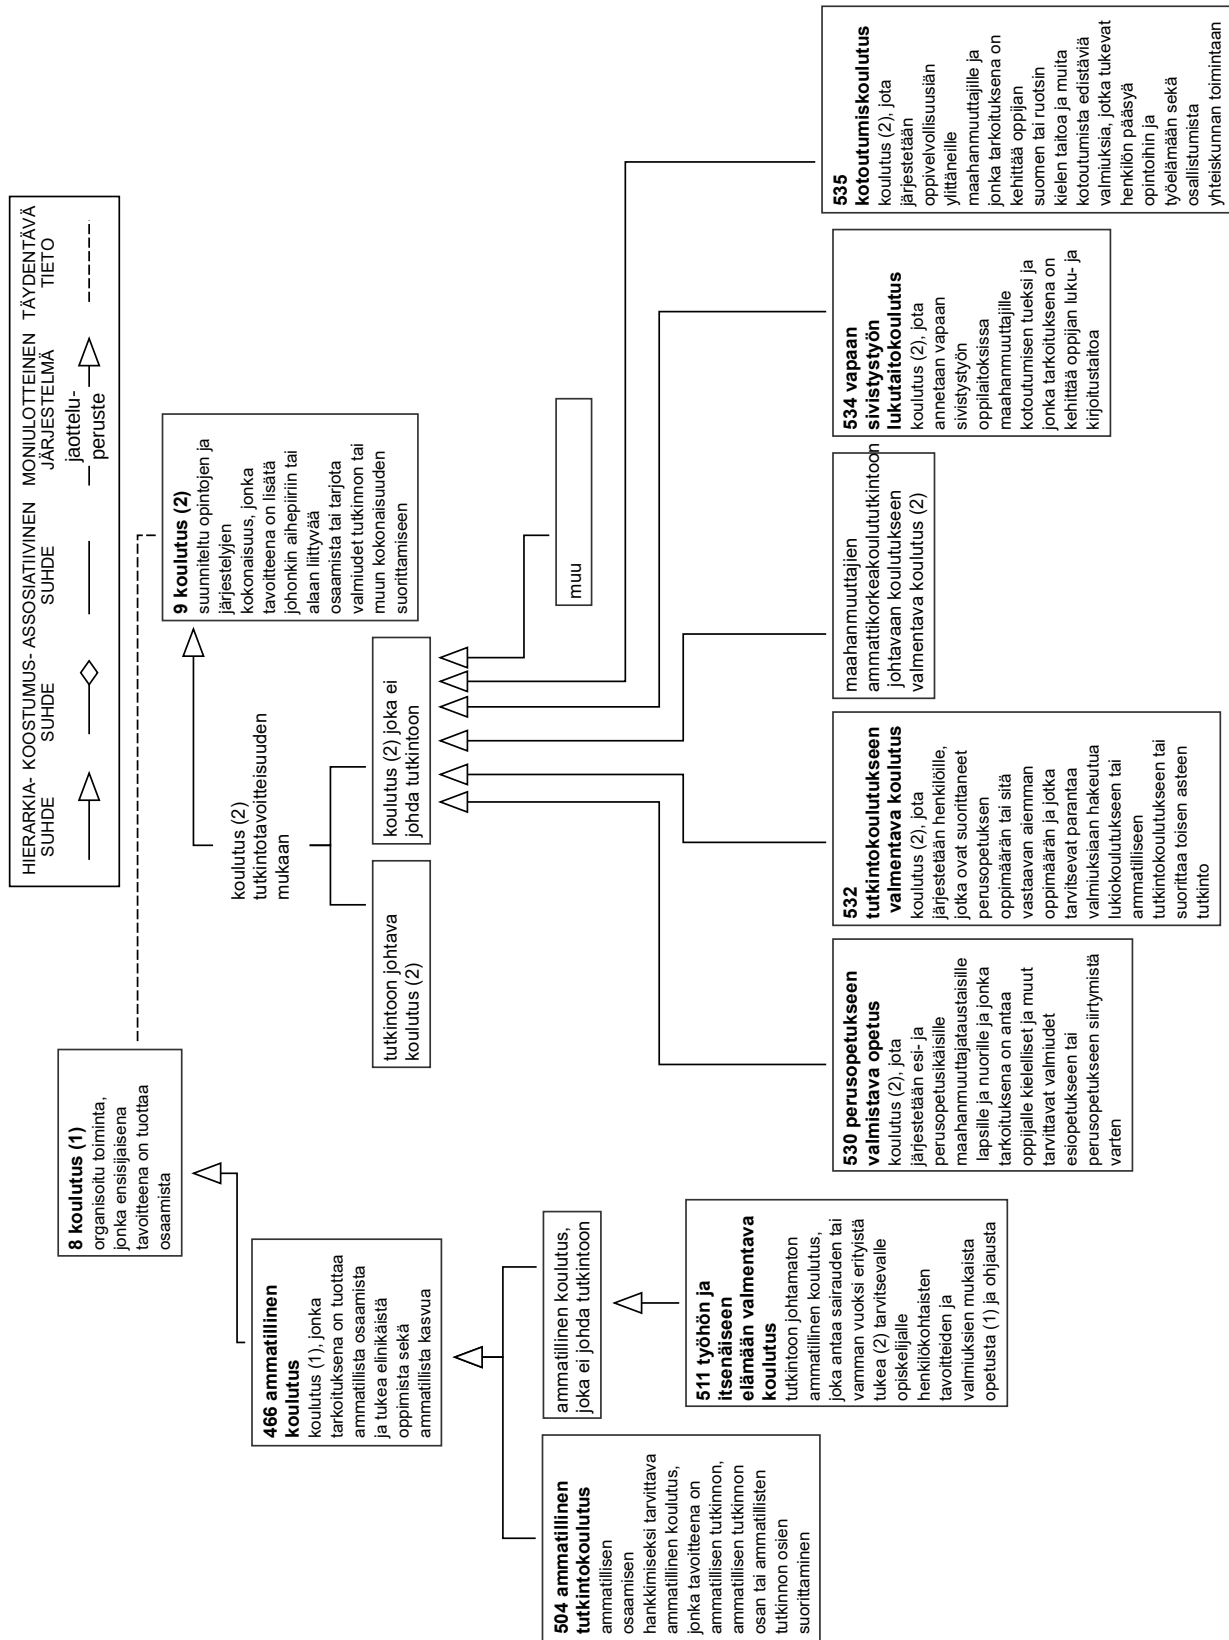 HIERARKIA-
SUHDE
KOOSTUMUS-
SUHDE
ASSOSIATIIVINEN
SUHDE
MONIULOTTEINEN
JÄRJESTELMÄ
jaottelu-
peruste
TÄYDENTÄVÄ
TIETO
8 koulutus (1)
organisoitu toiminta,
jonka ensisijaisena
tavoitteena on tuottaa
osaamista
9 koulutus (2)
suunniteltu opintojen ja
järjestelyjen
kokonaisuus, jonka
tavoitteena on lisätä
johonkin aihepiiriin tai
alaan liittyvää
osaamista tai tarjota
valmiudet tutkinnon tai
muun kokonaisuuden
suorittamiseen
466 ammatillinen
koulutus
koulutus (1), jonka
tarkoituksena on tuottaa
ammatillista osaamista
ja tukea elinikäistä
oppimista sekä
ammatillista kasvua
koulutus (2)
tutkintotavoitteisuuden
mukaan
tutkintoon johtava
koulutus (2)
koulutus (2) joka ei
johda tutkintoon
504 ammatillinen
tutkintokoulutus
ammatillisen
osaamisen
hankkimiseksi tarvittava
ammatillinen koulutus,
jonka tavoitteena on
ammatillisen tutkinnon,
ammatillisen tutkinnon
osan tai ammatillisten
tutkinnon osien
suorittaminen
ammatillinen koulutus,
joka ei johda tutkintoon
muu
511 työhön ja
itsenäiseen
elämään valmentava
koulutus
tutkintoon johtamaton
ammatillinen koulutus,
joka antaa sairauden tai
vamman vuoksi erityistä
tukea (2) tarvitsevalle
opiskelijalle
henkilökohtaisten
tavoitteiden ja
valmiuksien mukaista
opetusta (1) ja ohjausta
530 perusopetukseen
valmistava opetus
koulutus (2), jota
järjestetään esi- ja
perusopetusikäisille
maahanmuuttajataustaisille
lapsille ja nuorille ja jonka
tarkoituksena on antaa
oppijalle kielelliset ja muut
tarvittavat valmiudet
esiopetukseen tai
perusopetukseen siirtymistä
varten
532
tutkintokoulutukseen
valmentava koulutus
koulutus (2), jota
järjestetään henkilöille,
jotka ovat suorittaneet
perusopetuksen
oppimäärän tai sitä
vastaavan aiemman
oppimäärän ja jotka
tarvitsevat parantaa
valmiuksiaan hakeutua
lukiokoulutukseen tai
ammatilliseen
tutkintokoulutukseen tai
suorittaa toisen asteen
tutkinto
maahanmuuttajien
ammattikorkeakoulututkintoon
johtavaan koulutukseen
valmentava koulutus (2)
534 vapaan
sivistystyön
lukutaitokoulutus
koulutus (2), jota
annetaan vapaan
sivistystyön
oppilaitoksissa
maahanmuuttajille
kotoutumisen tueksi ja
jonka tarkoituksena on
kehittää oppijan luku- ja
kirjoitustaitoa
535
kotoutumiskoulutus
koulutus (2), jota
järjestetään
oppivelvollisuusiän
ylittäneille
maahanmuuttajille ja
jonka tarkoituksena on
kehittää oppijan
suomen tai ruotsin
kielen taitoa ja muita
kotoutumista edistäviä
valmiuksia, jotka tukevat
henkilön pääsyä
opintoihin ja
työelämään sekä
osallistumista
yhteiskunnan toimintaan